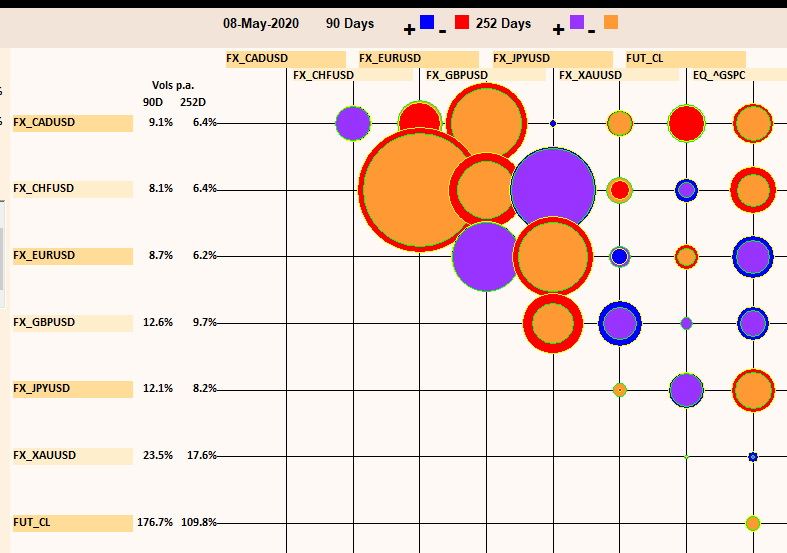 08-May-2020 90 Days + - 252 Days + -
FX_CADUSD FX_EURUSD FX_JPYUSD FUT_CL
FX_CHFUSD FX_GBPUSD FX_XAUUSD EQ_^GSPC
Vols p.a.
90D 252D
FX_CADUSD 9.1% 6.4%
FX_CHFUSD 8.1% 6.4%
FX_EURUSD 8.7% 6.2%
FX_GBPUSD 12.6% 9.7%
FX_JPYUSD 12.1% 8.2%
FX_XAUUSD 23.5% 17.6%
FUT_CL 176.7% 109.8%